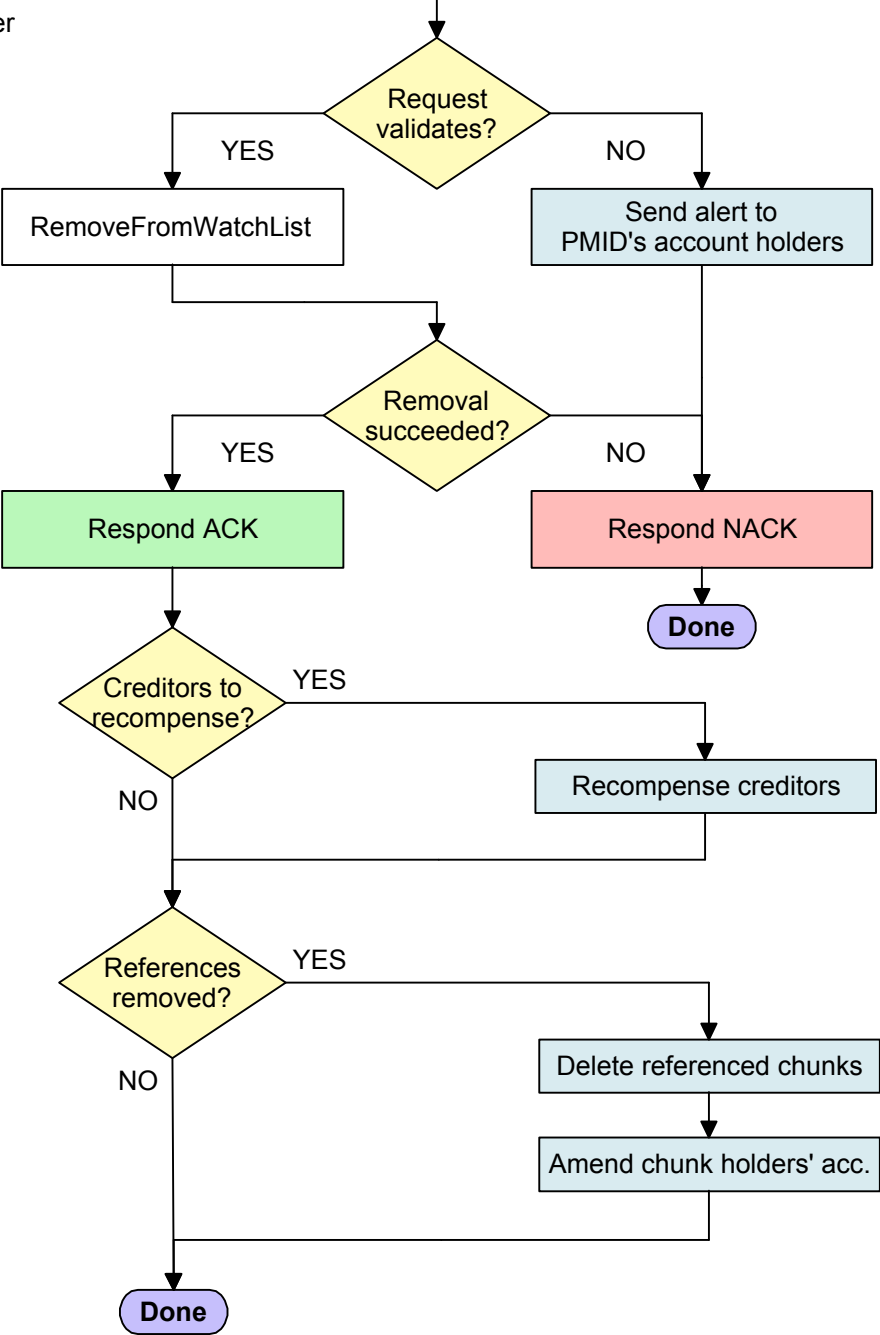 er
Request
validates?
YES
NO
RemoveFromWatchList
Send alert to
PMID's account holders
Removal
succeeded?
YES
NO
Respond ACK
Respond NACK
Done
Creditors to
recompense?
YES
NO
Recompense creditors
References
removed?
YES
NO
Delete referenced chunks
Amend chunk holders' acc.
Done